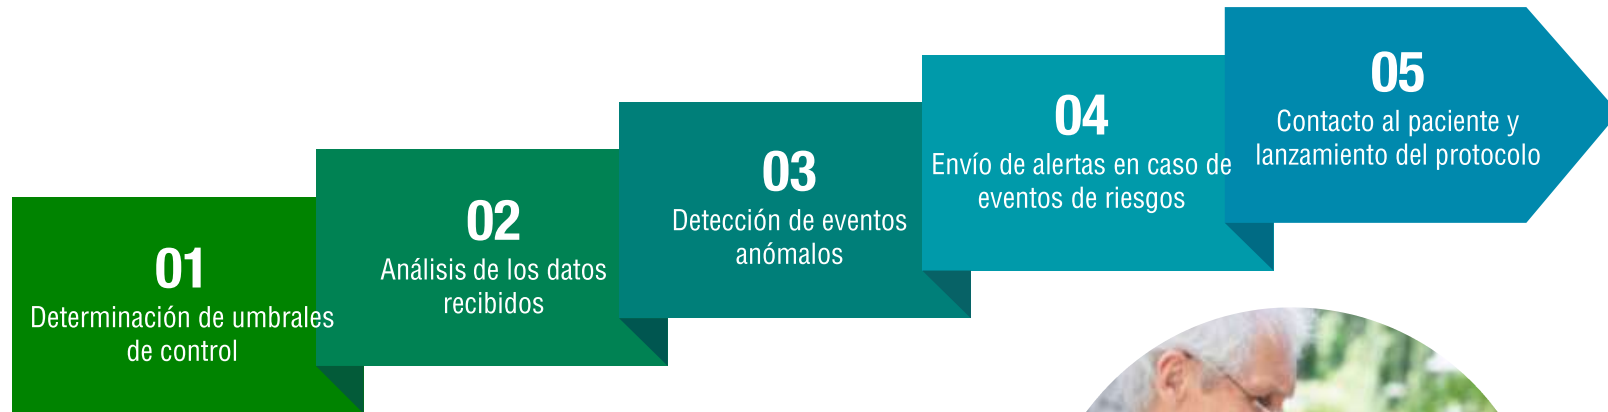 01
Determinación de umbrales
de control
02
Análisis de los datos
recibidos
03
Detección de eventos
anómalos
04
Envío de alertas en caso de
eventos de riesgos
05
Contacto al paciente y
lanzamiento del protocolo